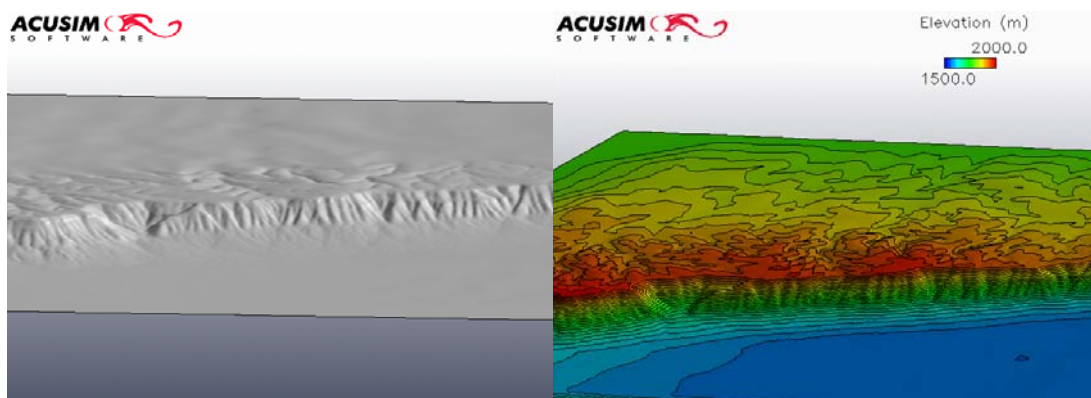 ACUSIM
SOFTWARE
ACUSIM
SOFTWARE
Elevation (m)
2000.0
1500.0